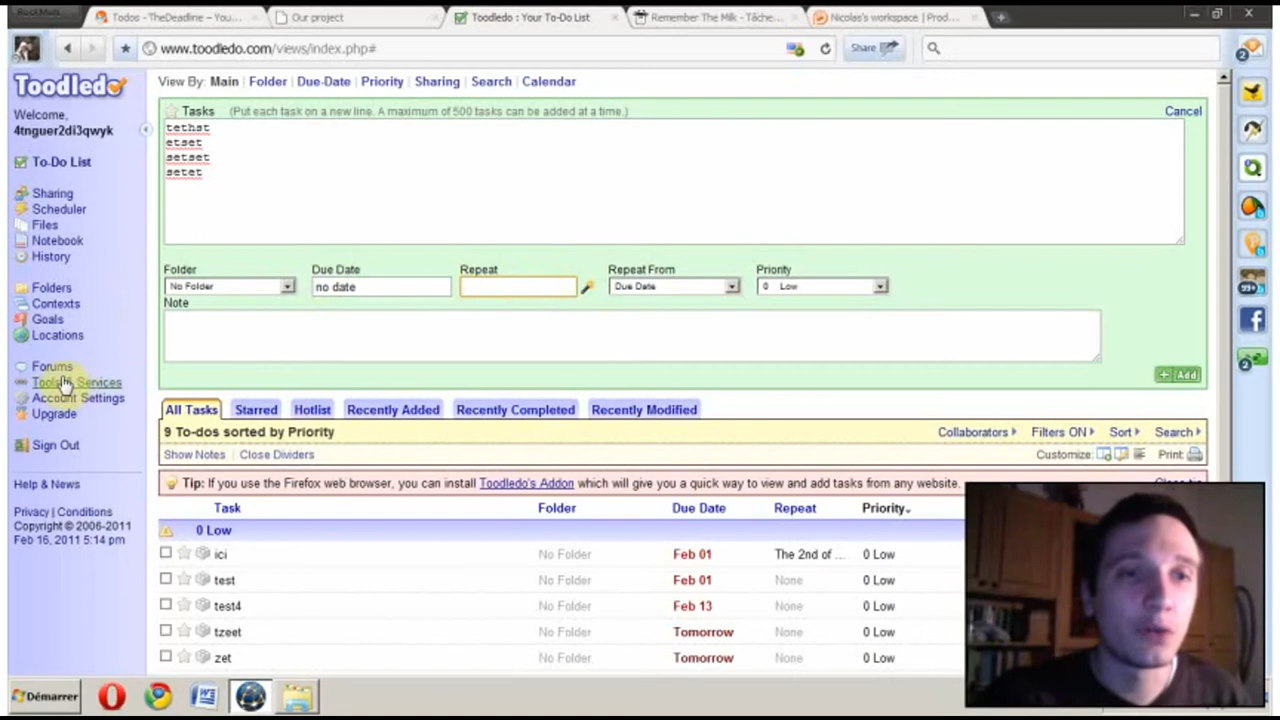 RockMelt
Todos - TheDeadline – Yo...
Our project
Toodledo : Your To-Do List
Remember The Milk - Tâche...
Nicolas's workspace | Prod...
www.toodledo.com/views/index.php#
Share
2
Toodledo
Welcome,
4tnguer2di3qwyk
To-Do List
Sharing
Scheduler
Files
Notebook
History
Folders
Contexts
Goals
Locations
Forums
Tools & Services
Account Settings
Upgrade
Sign Out
Help & News
Privacy | Conditions
Copyright © 2006-2011
Feb 16, 2011 5:14 pm
View By: Main | Folder | Due-Date | Priority | Sharing | Search | Calendar
Tasks (Put each task on a new line. A maximum of 500 tasks can be added at a time.) Cancel
tethst
etset
setset
setet
Folder Due Date Repeat Repeat From Priority
No Folder no date Due Date 0 Low
Note
+ Add
All Tasks Starred Hotlist Recently Added Recently Completed Recently Modified
9 To-dos sorted by Priority Collaborators Filters ON Sort Search
Show Notes | Close Dividers Customize: Print:
Tip: If you use the Firefox web browser, you can install Toodledo's Addon which will give you a quick way to view and add tasks from any website.
Task Folder Due Date Repeat Priority
0 Low
ici No Folder Feb 01 The 2nd of ... 0 Low
test No Folder Feb 01 None 0 Low
test4 No Folder Feb 13 None 0 Low
tzeet No Folder Tomorrow None 0 Low
zet No Folder Tomorrow None 0 Low
99+
2
Démarrer